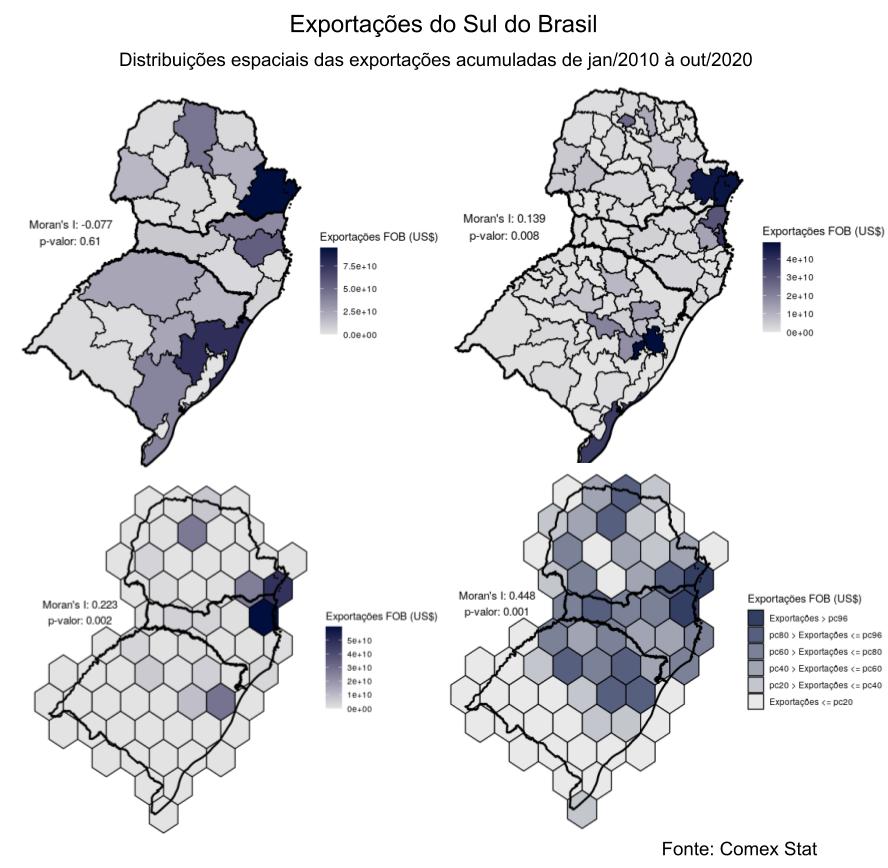 Exportações do Sul do Brasil
Distribuições espaciais das exportações acumuladas de jan/2010 à out/2020
Moran's I: -0.077
p-valor: 0.61
Exportações FOB (US$)
7.5e+10
5.0e+10
2.5e+10
0.0e+00
Moran's I: 0.139
p-valor: 0.008
Exportações FOB (US$)
4e+10
3e+10
2e+10
1e+10
0e+00
Moran's I: 0.223
p-valor: 0.002
Exportações FOB (US$)
5e+10
4e+10
3e+10
2e+10
1e+10
0e+00
Moran's I: 0.448
p-valor: 0.001
Exportações FOB (US$)
Exportações > pc96
pc80 > Exportações <= pc96
pc60 > Exportações <= pc80
pc40 > Exportações <= pc60
pc20 > Exportações <= pc40
Exportações <= pc20
Fonte: Comex Stat